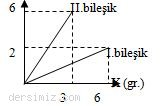 6
II.bileşik
2
I.bileşik
3
6
(gr.)
dersimiz.com